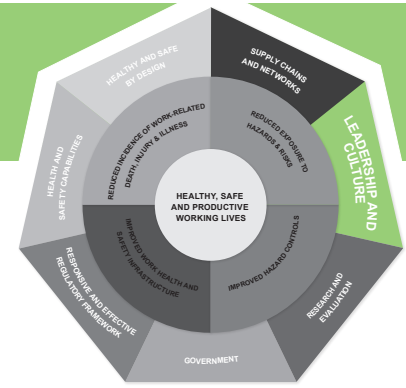 HEALTHY AND SAFE
BY DESIGN
SUPPLY CHAINS
AND NETWORKS
LEADERSHIP AND
CULTURE
RESEARCH AND
EVALUATION
GOVERNMENT
RESPONSIVE AND EFFECTIVE
REGULATORY FRAMEWORK
HEALTH AND
SAFETY CAPABILITIES
REDUCED INCIDENCE OF WORK-RELATED
DEATH, INJURY & ILLNESS
REDUCED EXPOSURE TO
HAZARDS & RISKS
IMPROVED HAZARD CONTROLS
IMPROVED WORK HEALTH AND
SAFETY INFRASTRUCTURE
HEALTHY, SAFE
AND PRODUCTIVE
WORKING LIVES